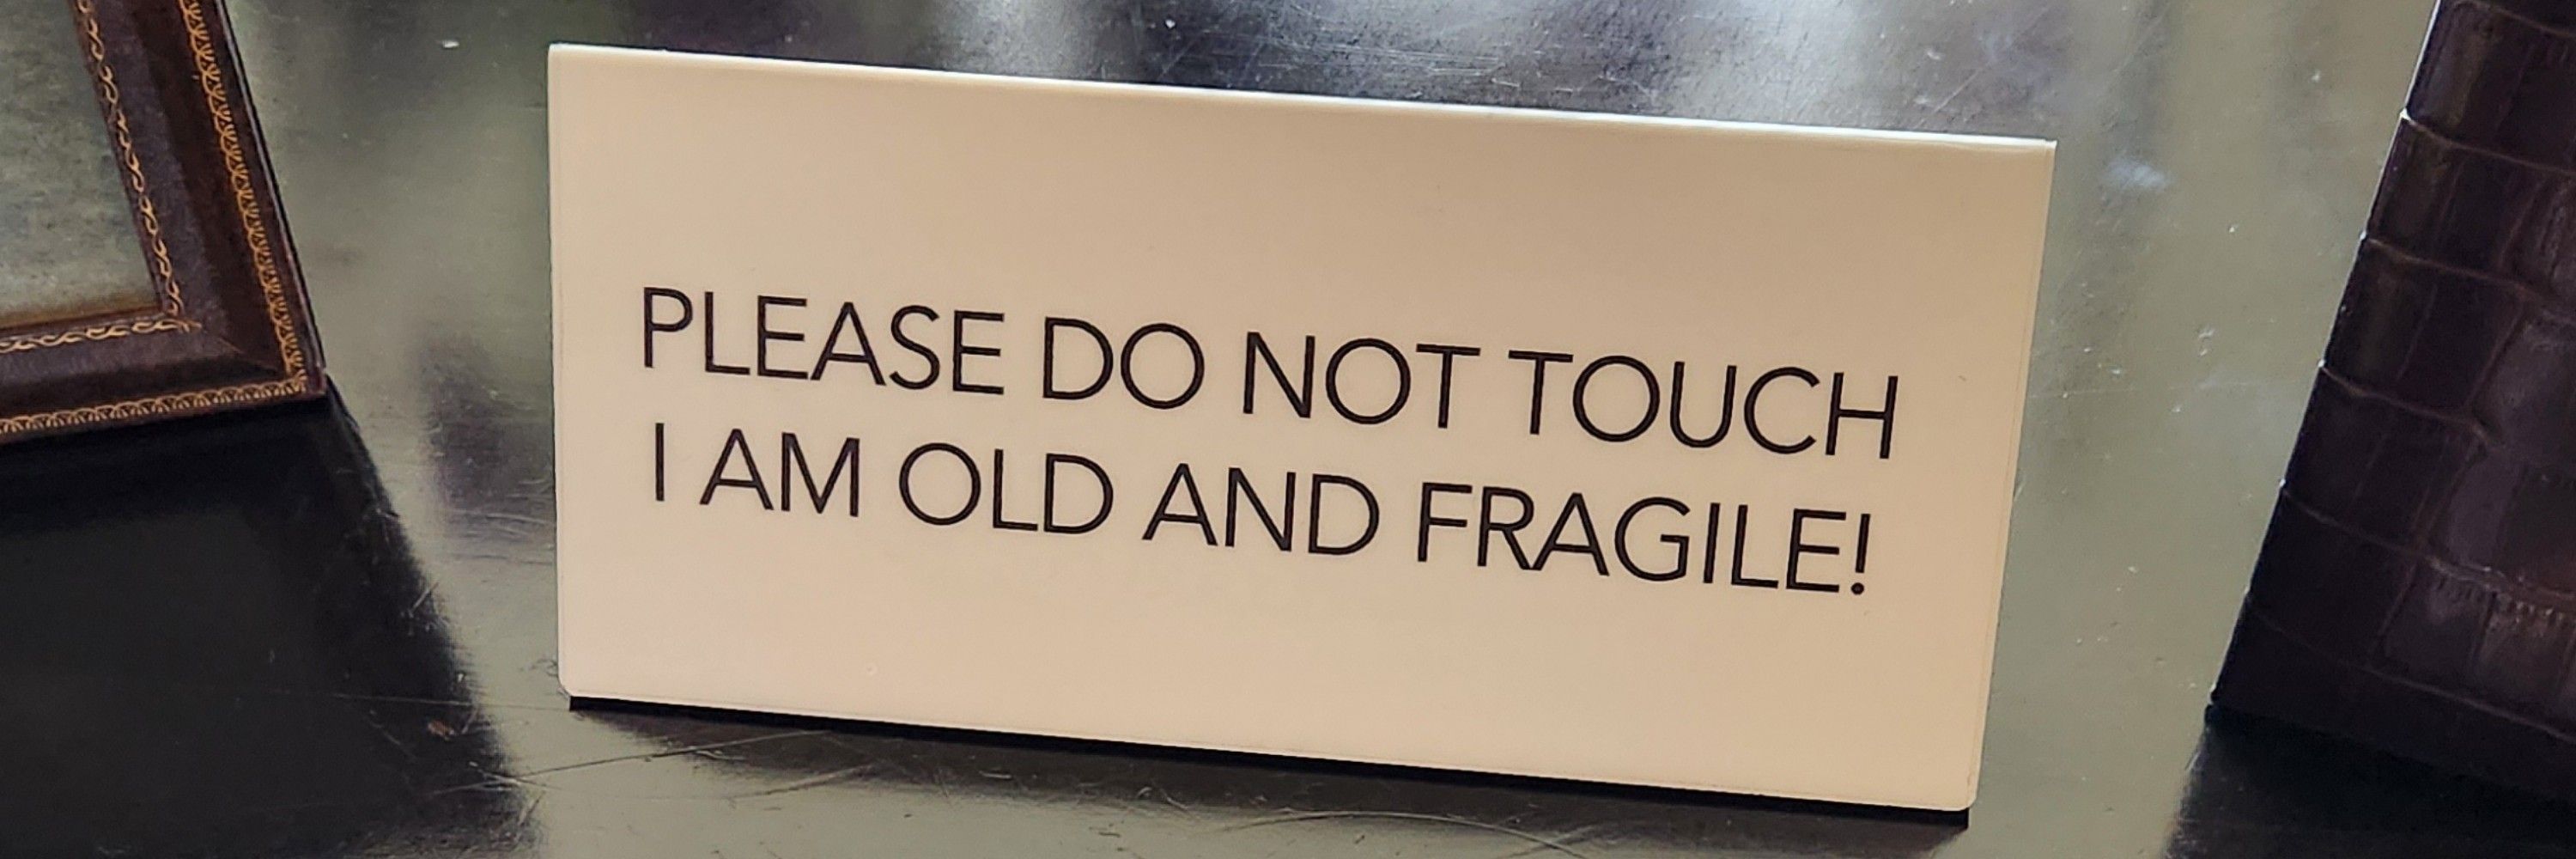 PLEASE DO NOT TOUCH
I AM OLD AND FRAGILE!